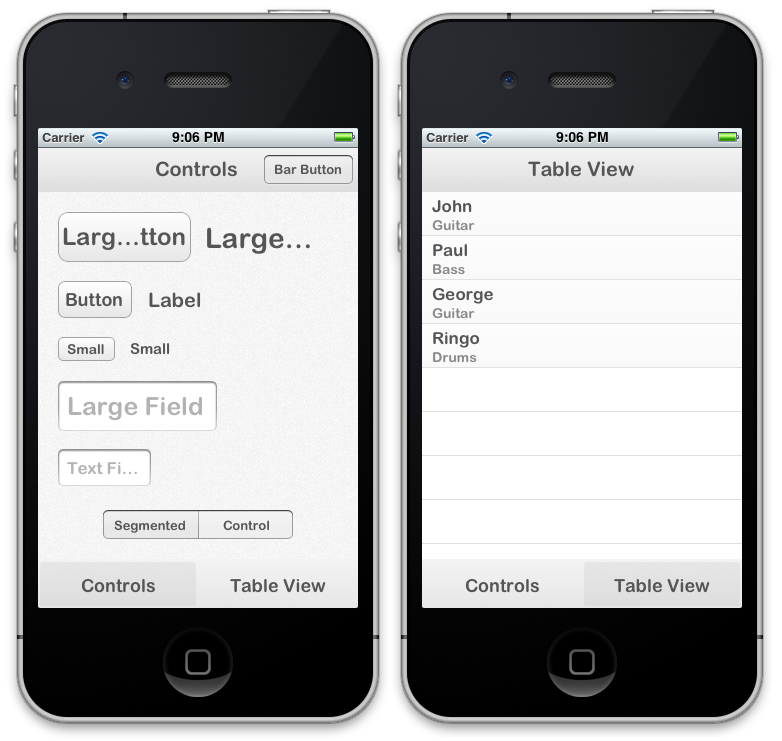 Carrier 9:06 PM
Controls Bar Button
Larg...tton Large...
Button Label
Small Small
Large Field
Text Fi...
Segmented Control
Controls Table View
Carrier 9:06 PM
Table View
John
Guitar
Paul
Bass
George
Guitar
Ringo
Drums
Controls Table View